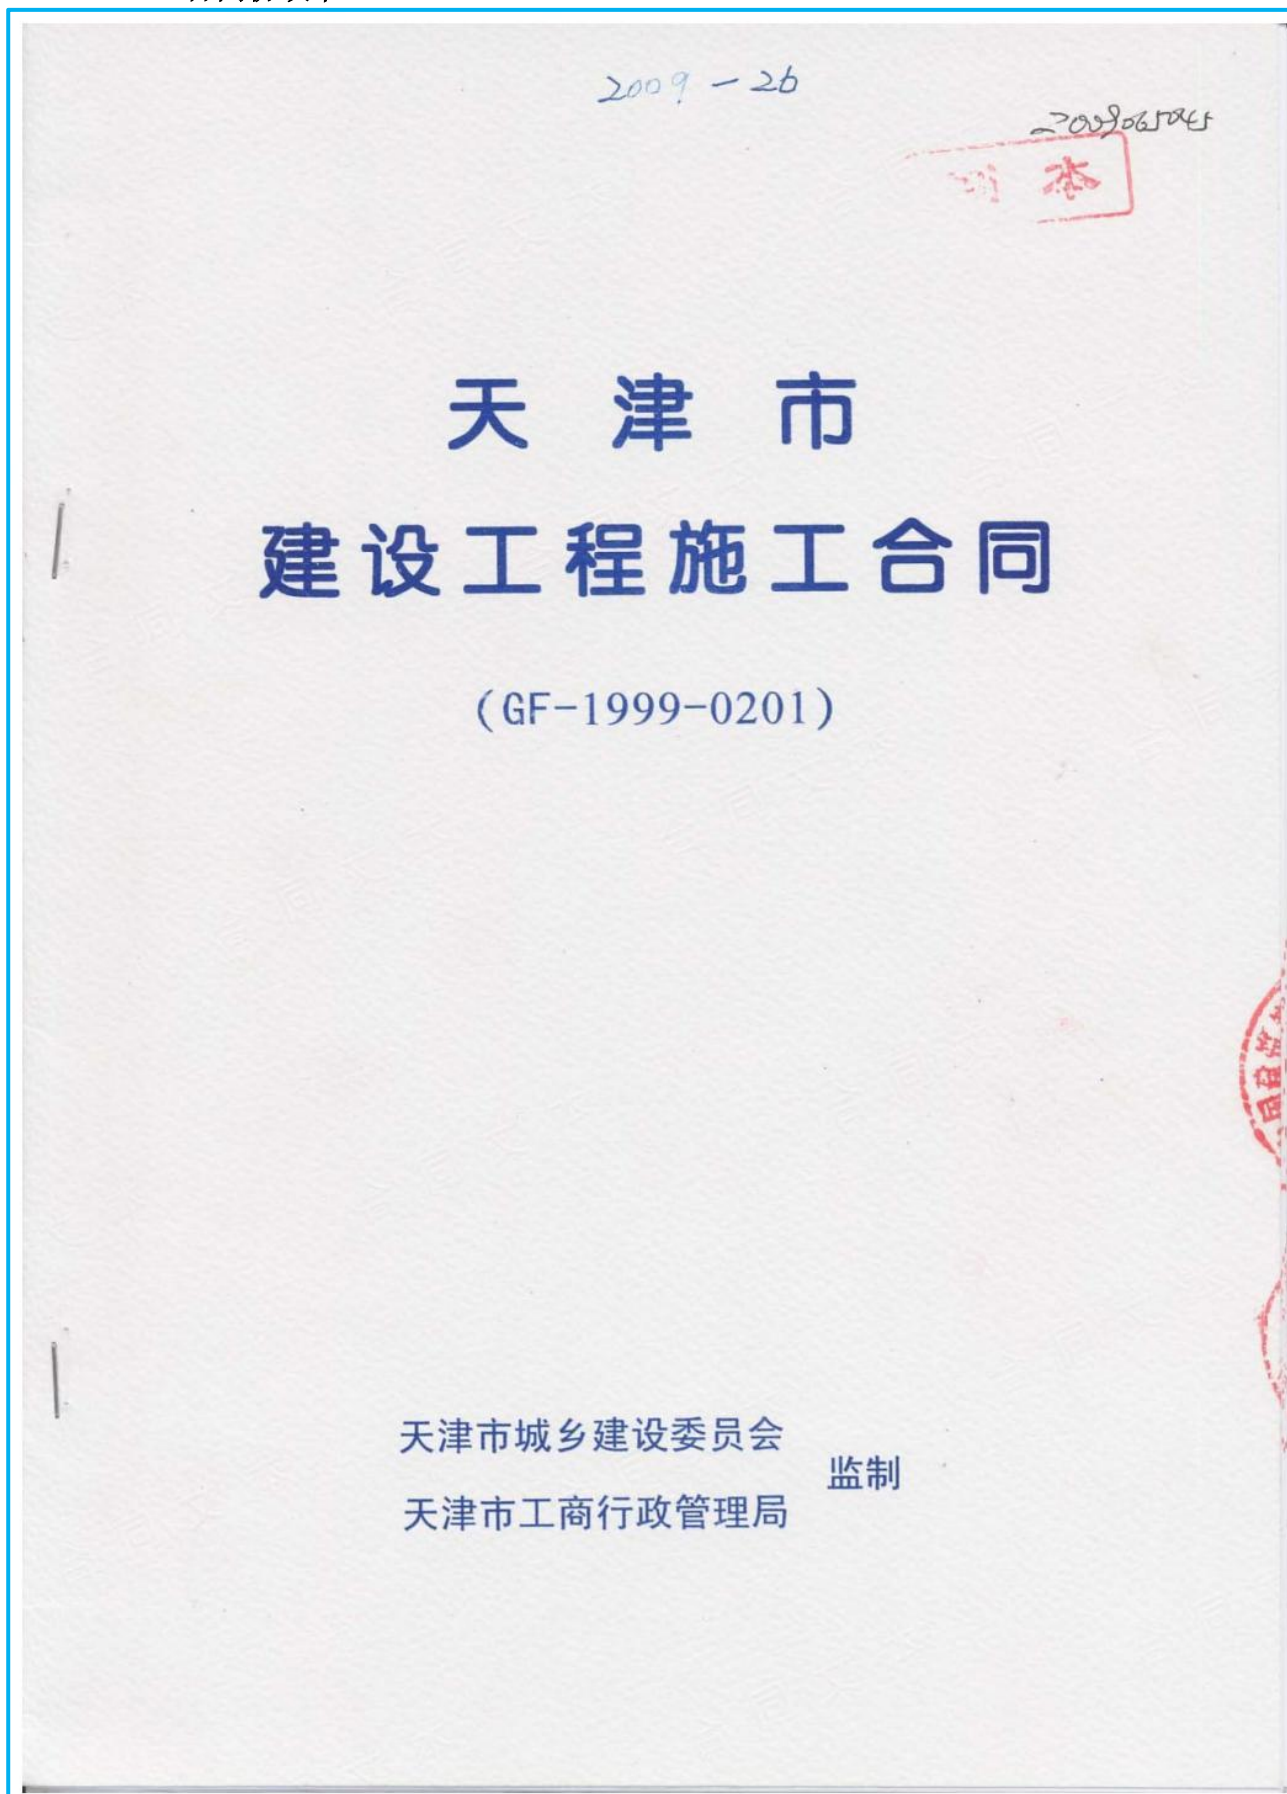 2009-26
2009065045
本
天津市
建设工程施工合同
(GF-1999-0201)
天津市城乡建设委员会
天津市工商行政管理局
监制